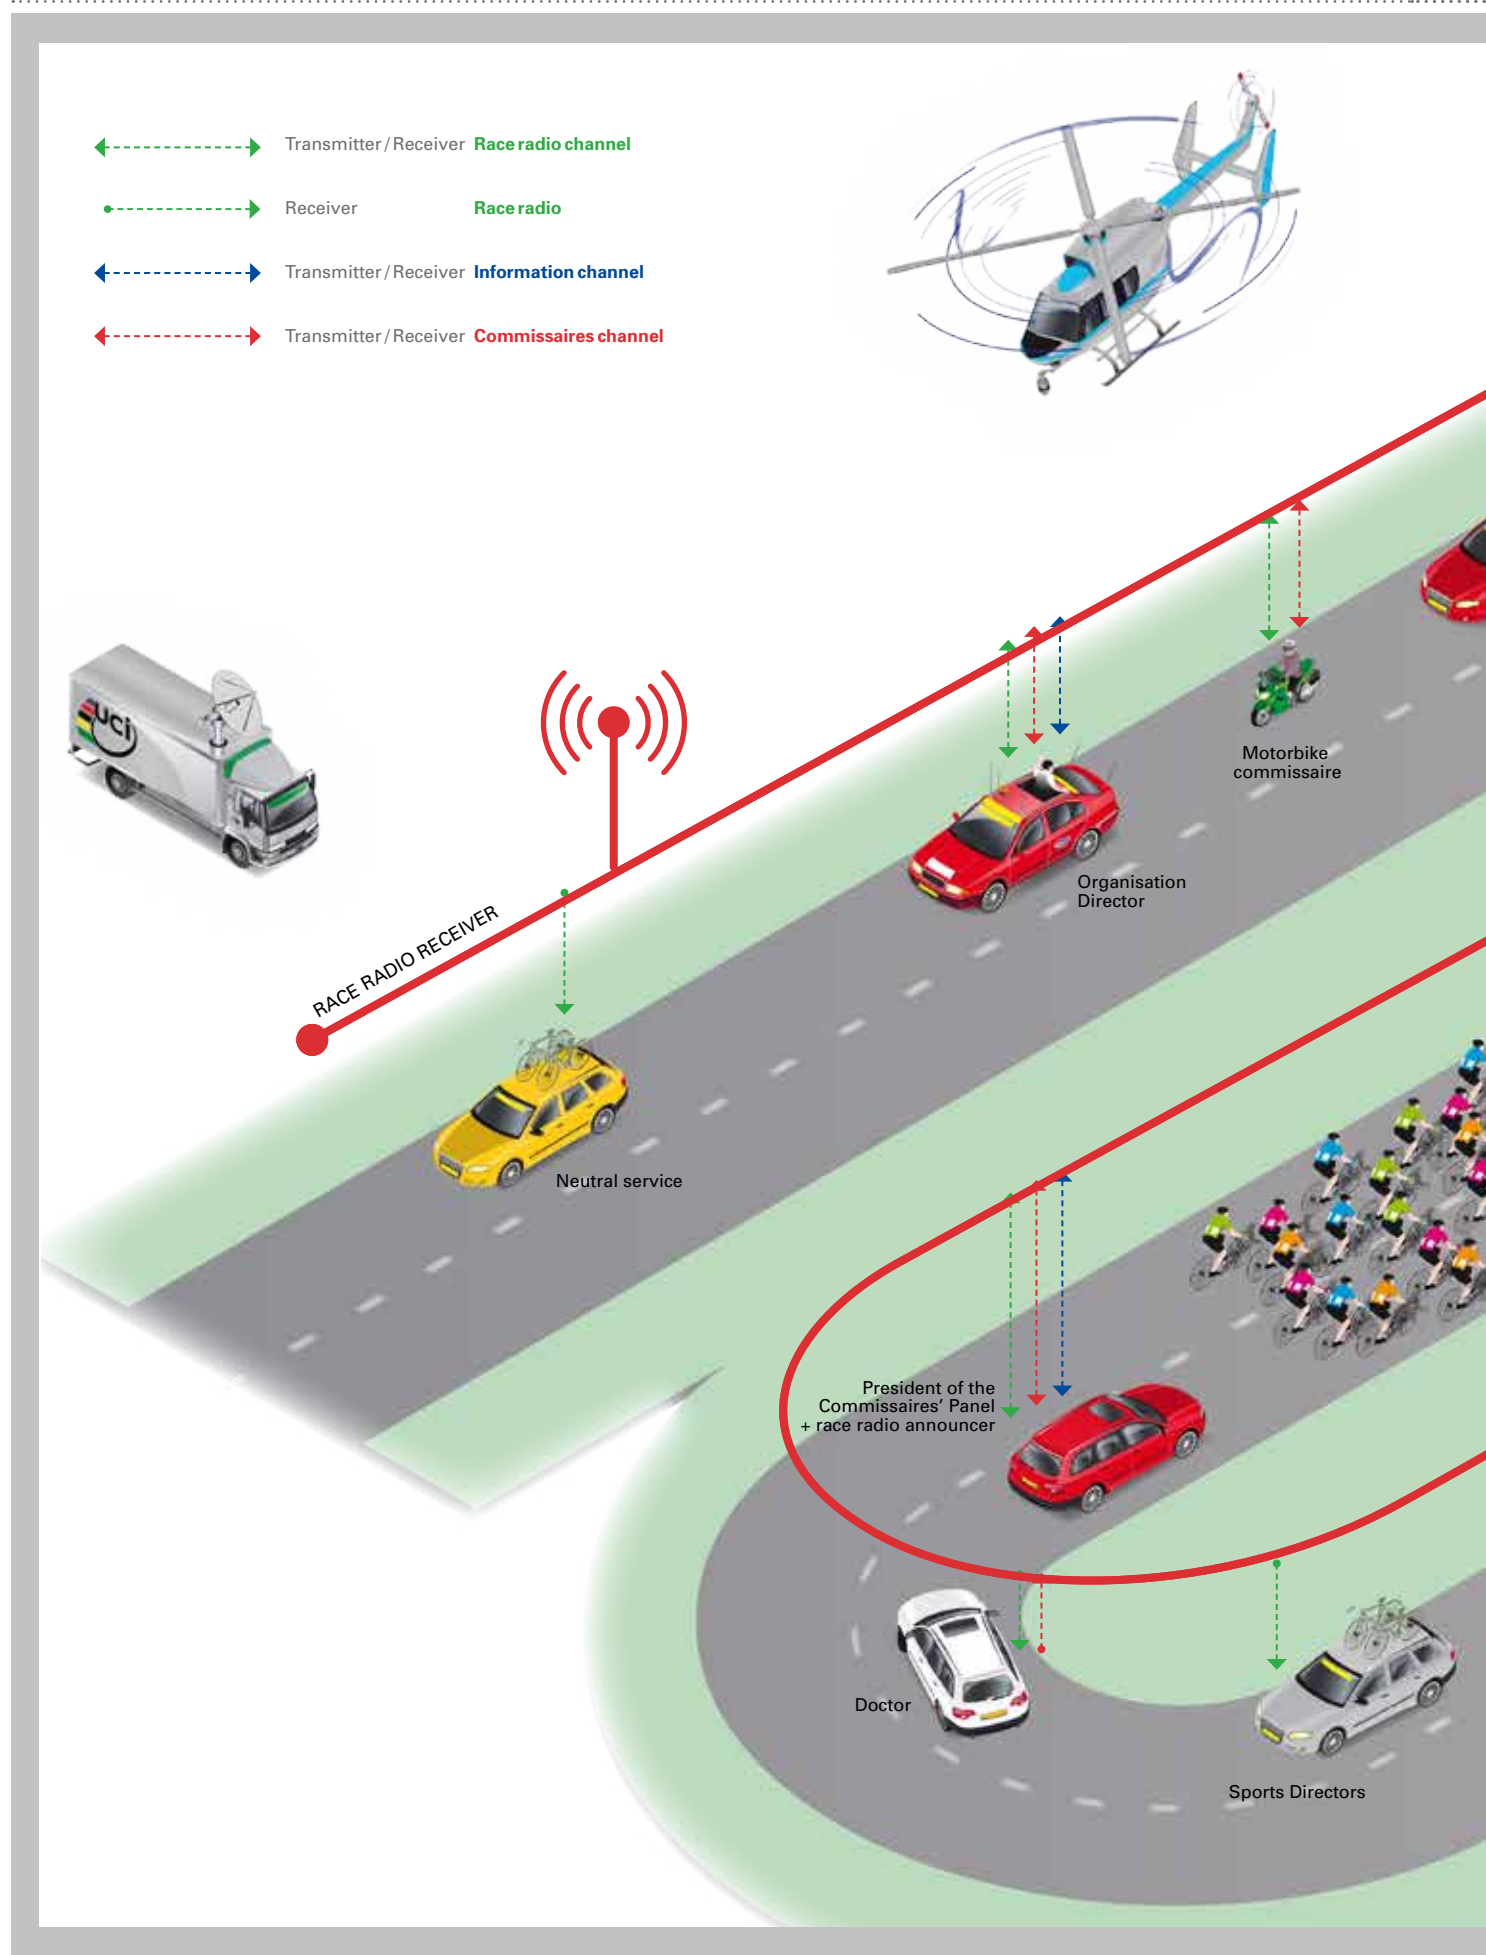 Transmitter / Receiver Race radio channel
Receiver Race radio
Transmitter / Receiver Information channel
Transmitter / Receiver Commissaires channel
uci
Motorbike
commissaire
Organisation
Director
RACE RADIO RECEIVER
Neutral service
President of the
Commissaires’ Panel
+ race radio announcer
Doctor
Sports Directors